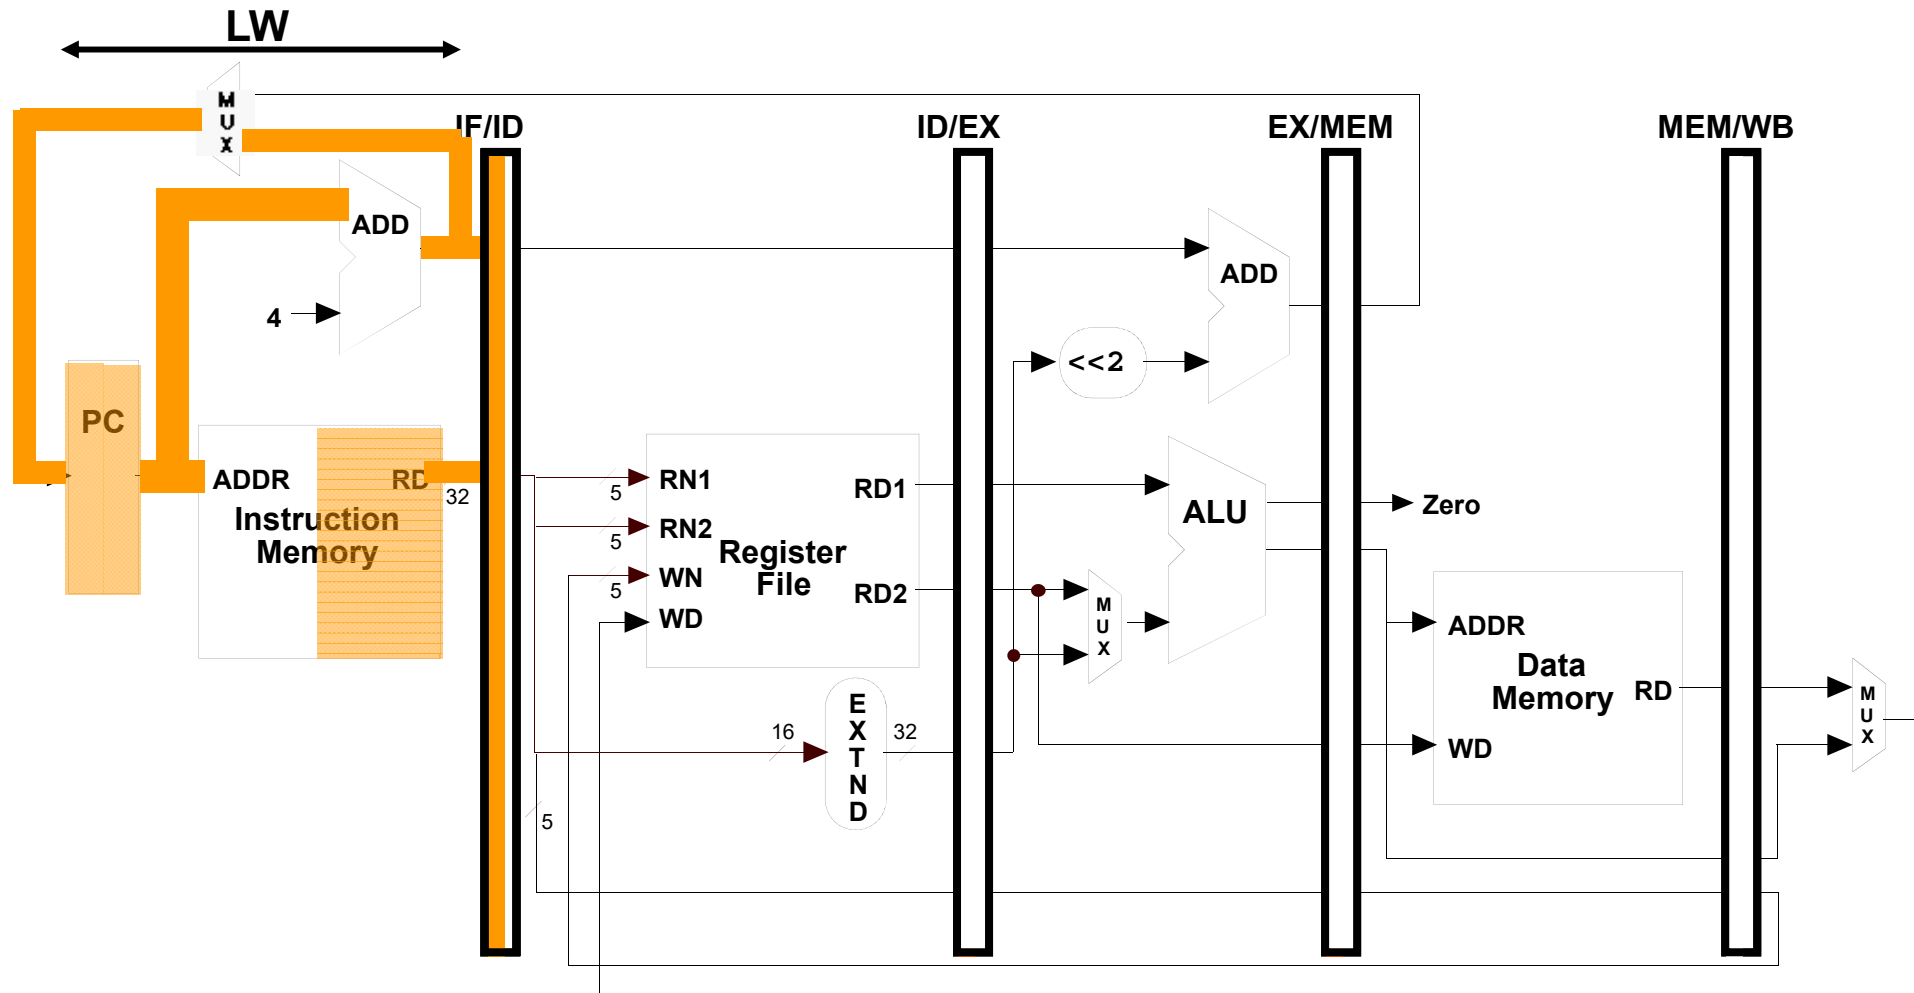 LW
M
U
X
IF/ID
ID/EX
EX/MEM
MEM/WB
ADD
4
ADD
<<2
PC
ADDR
RD
32
Instruction
Memory
5
RN1
5
RN2
5
WN
WD
Register
File
RD1
RD2
ALU
Zero
M
U
X
ADDR
Data
Memory
RD
WD
M
U
X
16
E
X
T
N
D
32
5